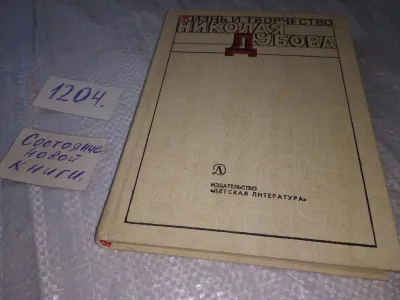 ЖИЗНЬ И ТВОРЧЕСТВО
НИКОЛАЯ
ДУБОВА
1204.
Состояние
новой
книги.
ИЗДАТЕЛЬСТВО
«ДЕТСКАЯ ЛИТЕРАТУРА»